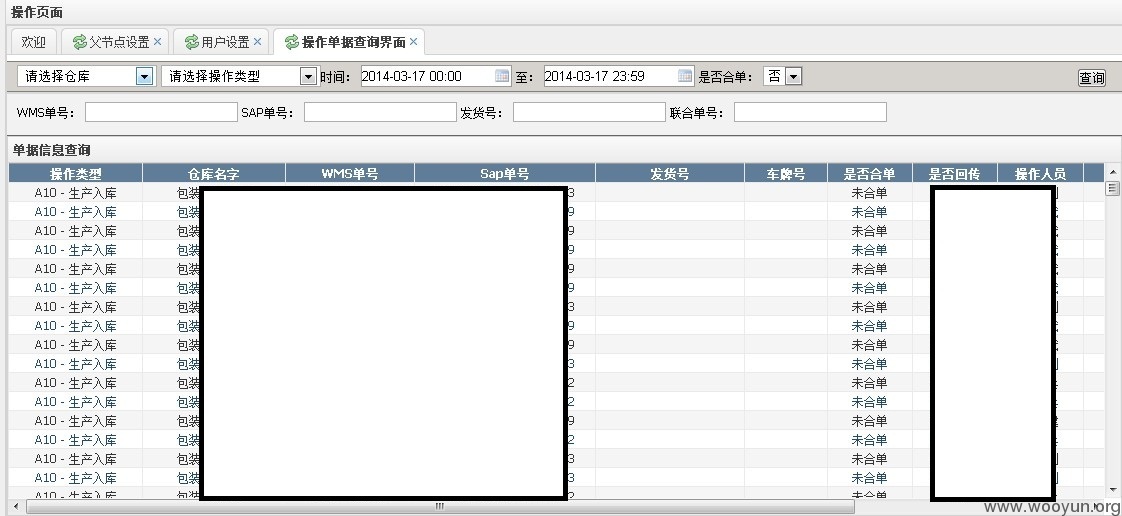 操作页面
欢迎 父节点设置 用户设置 操作单据查询界面
请选择仓库 请选择操作类型 时间： 2014-03-17 00:00 至： 2014-03-17 23:59 是否合单： 否 查询
WMS单号： SAP单号： 发货号： 联合单号：
单据信息查询
操作类型 仓库名字 WMS单号 Sap单号 发货号 车牌号 是否合单 是否回传 操作人员
A10 - 生产入库 包装 3 未合单
A10 - 生产入库 包装 9 未合单
A10 - 生产入库 包装 9 未合单
A10 - 生产入库 包装 9 未合单
A10 - 生产入库 包装 9 未合单
A10 - 生产入库 包装 9 未合单
A10 - 生产入库 包装 3 未合单
A10 - 生产入库 包装 9 未合单
A10 - 生产入库 包装 9 未合单
A10 - 生产入库 包装 3 未合单
A10 - 生产入库 包装 2 未合单
A10 - 生产入库 包装 2 未合单
A10 - 生产入库 包装 9 未合单
A10 - 生产入库 包装 2 未合单
A10 - 生产入库 包装 3 未合单
A10 - 生产入库 包装 3 未合单
A10 - 生产入库 包装 2 未合单
www.wooyun.org